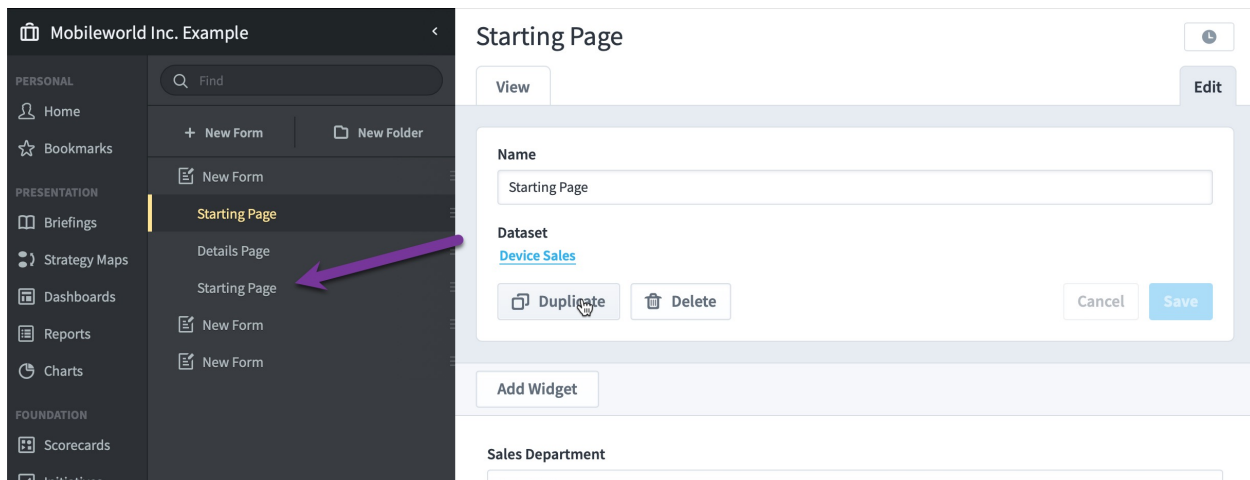 Mobileworld Inc. Example
PERSONAL
Home
Bookmarks
PRESENTATION
Briefings
Strategy Maps
Dashboards
Reports
Charts
FOUNDATION
Scorecards
Initiatives
Find
+ New Form
New Folder
New Form
Starting Page
Details Page
Starting Page
New Form
New Form
Starting Page
View
Edit
Name
Starting Page
Dataset
Device Sales
Duplicate
Delete
Cancel
Save
Add Widget
Sales Department